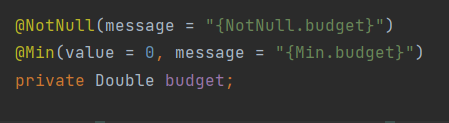 @NotNull(message = "{NotNull.budget}")
@Min(value = 0, message = "{Min.budget}")
private Double budget;